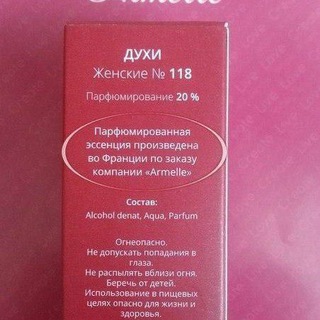 Armelle
ДУХИ
Женские № 118
Парфюмирование 20 %
Парфюмированная
эссенция произведена
во Франции по заказу
компании «Armelle»
Состав:
Alcohol denat, Aqua, Parfum
Огнеопасно.
Не допускать попадания в
глаза.
Не распылять вблизи огня.
Беречь от детей.
Использование в пищевых
целях опасно для жизни и
здоровья.